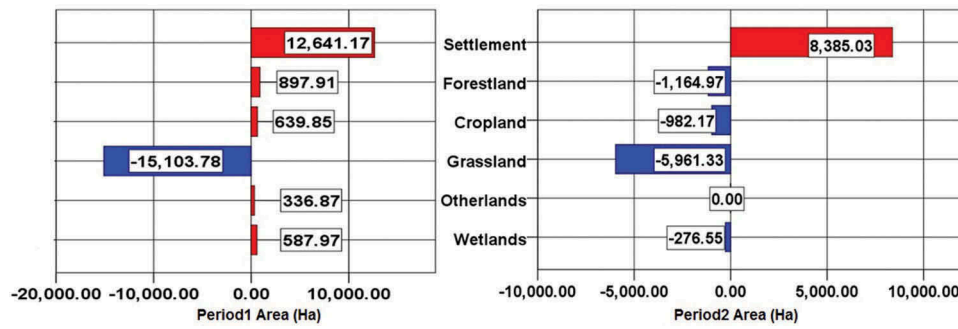 12,641.17 Settlement 8,385.03
897.91 Forestland -1,164.97
639.85 Cropland -982.17
-15,103.78 Grassland -5,961.33
336.87 Otherlands 0.00
587.97 Wetlands -276.55
-20,000.00 -10,000.00 0.00 10,000.00 -10,000.00 -5,000.00 0.00 5,000.00 10,000.00
Period1 Area (Ha) Period2 Area (Ha)